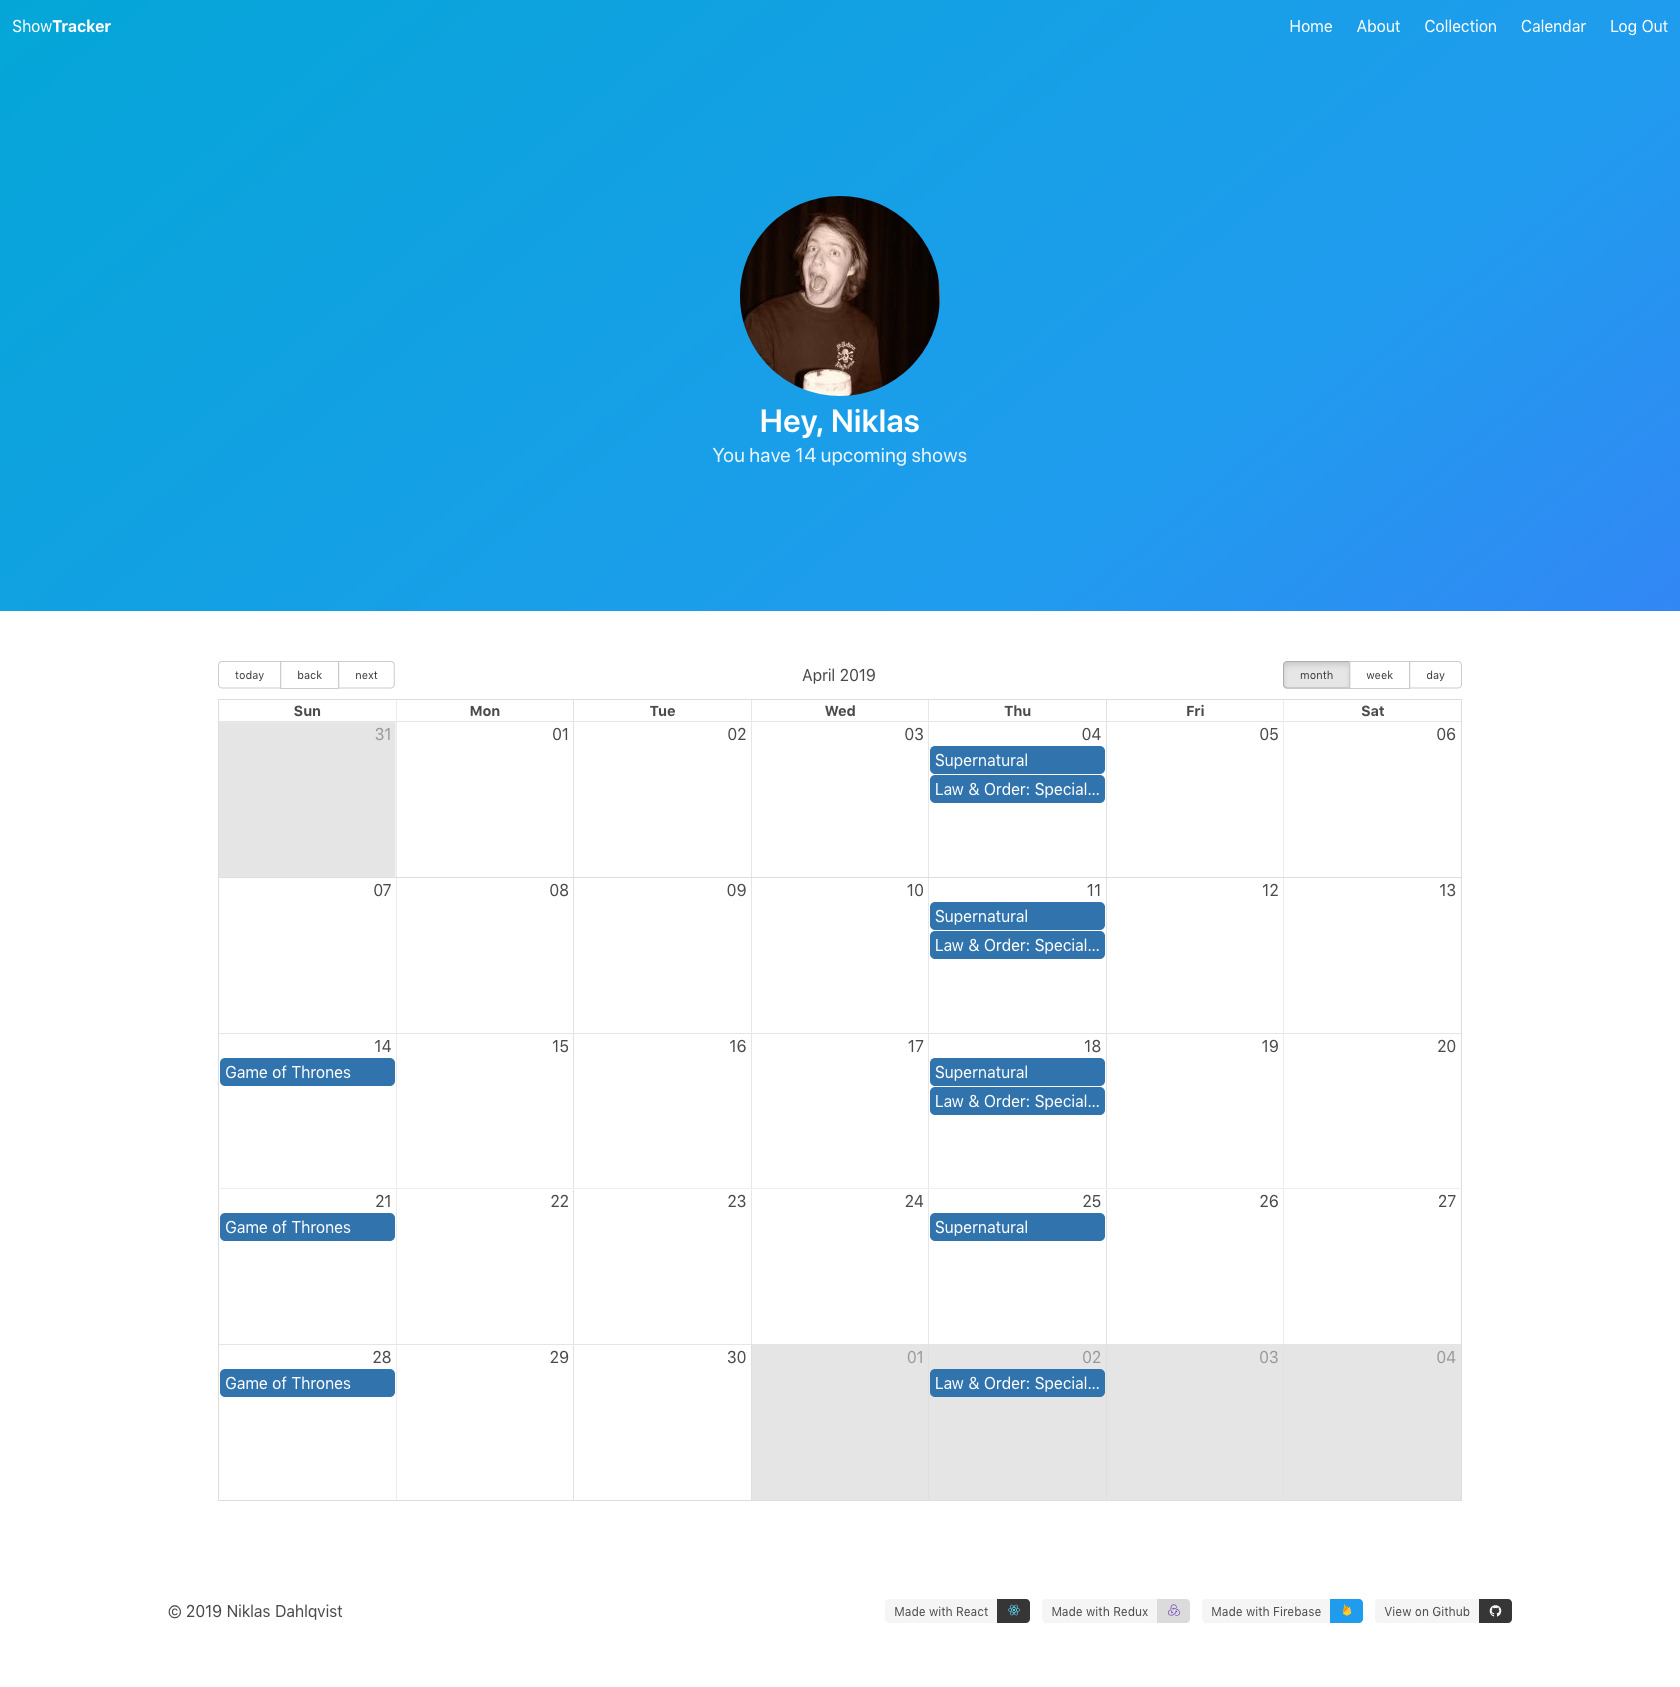 ShowTracker Home About Collection Calendar Log Out
Hey, Niklas
You have 14 upcoming shows
today back next April 2019 month week day
Sun Mon Tue Wed Thu Fri Sat
31 01 02 03 04 05 06
Supernatural
Law & Order: Special...
07 08 09 10 11 12 13
Supernatural
Law & Order: Special...
14 15 16 17 18 19 20
Game of Thrones Supernatural
Law & Order: Special...
21 22 23 24 25 26 27
Game of Thrones Supernatural
28 29 30 01 02 03 04
Game of Thrones Law & Order: Special...
© 2019 Niklas Dahlqvist Made with React Made with Redux Made with Firebase View on Github